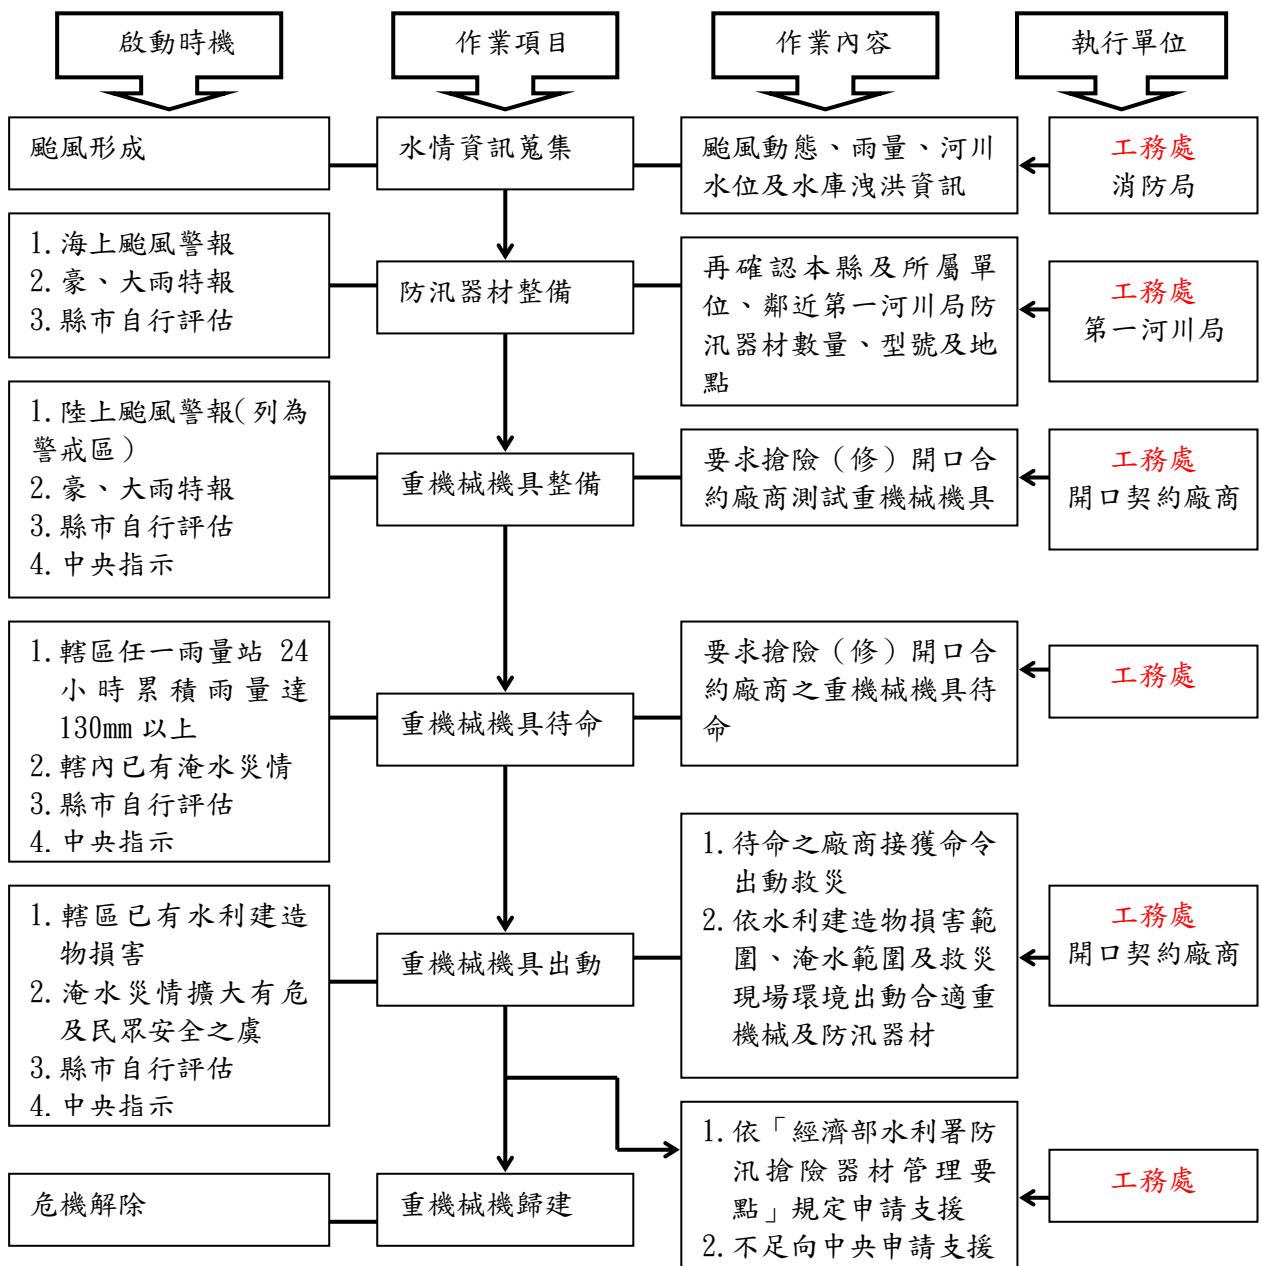 啟動時機
作業項目
作業內容
執行單位
颱風形成
水情資訊蒐集
颱風動態、雨量、河川
水位及水庫洩洪資訊
工務處
消防局
1.海上颱風警報
2.豪、大雨特報
3.縣市自行評估
防汛器材整備
再確認本縣及所屬單
位、鄰近第一河川局防
汛器材數量、型號及地
點
工務處
第一河川局
1.陸上颱風警報(列為
警戒區)
2.豪、大雨特報
3.縣市自行評估
4.中央指示
重機械機具整備
要求搶險（修）開口合
約廠商測試重機械機具
工務處
開口契約廠商
1.轄區任一雨量站 24
小時累積雨量達
130mm 以上
2.轄內已有淹水災情
3.縣市自行評估
4.中央指示
重機械機具待命
要求搶險（修）開口合
約廠商之重機械機具待
命
工務處
1.轄區已有水利建造
物損害
2.淹水災情擴大有危
及民眾安全之虞
3.縣市自行評估
4.中央指示
重機械機具出動
1.待命之廠商接獲命令
出動救災
2.依水利建造物損害範
圍、淹水範圍及救災
現場環境出動合適重
機械及防汛器材
工務處
開口契約廠商
危機解除
重機械機歸建
1.依「經濟部水利署防
汛搶險器材管理要
點」規定申請支援
2.不足向中央申請支援
工務處